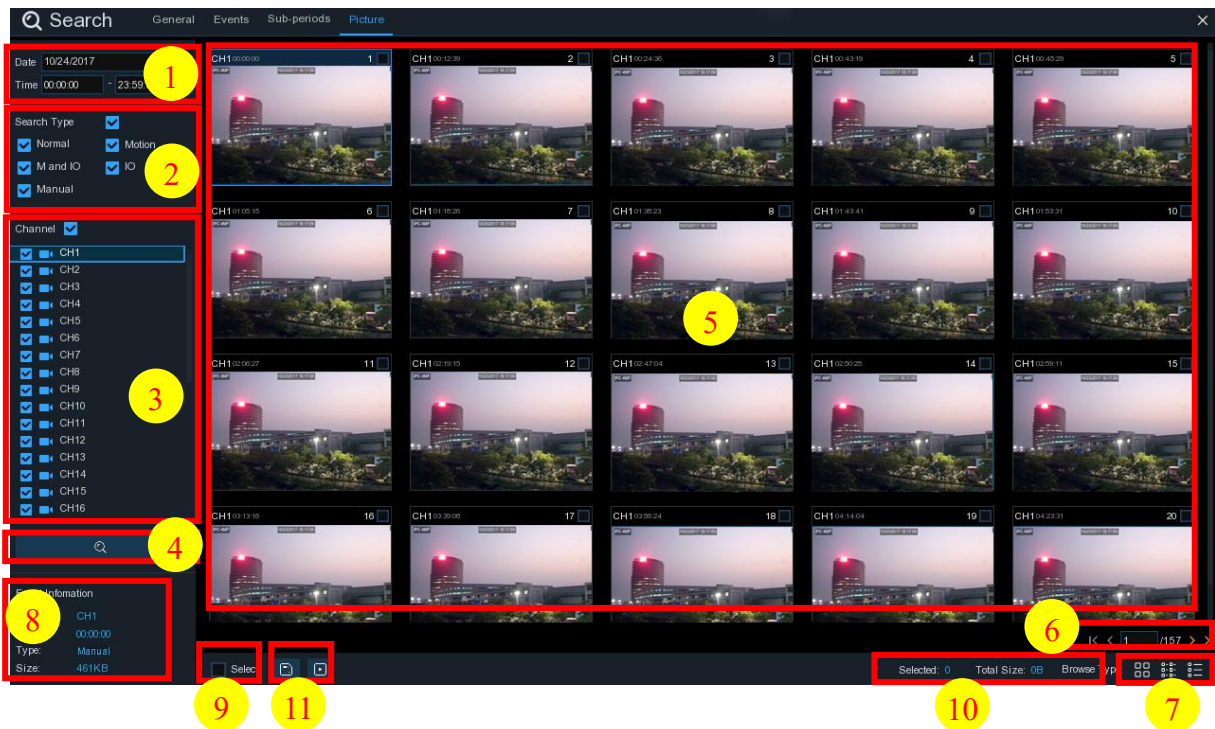 Search General Events Sub-periods Picture
Date 10/24/2017
Time 00:00:00 - 23:59:
1
Search Type
Normal Motion
M and IO IO
Manual
2
Channel
CH1
CH2
CH3
CH4
CH5
CH6
CH7
CH8
CH9
CH10
CH11
CH12
CH13
CH14
CH15
CH16
3
4
Infomation
CH1
00:00:00
Type: Manual
Size: 461KB
8
CH1 00:00:00 1
CH1 00:12:39 2
CH1 00:24:36 3
CH1 00:43:19 4
CH1 00:45:29 5
CH1 01:05:15 6
CH1 01:16:26 7
CH1 01:36:23 8
CH1 01:43:41 9
CH1 01:53:31 10
5
CH1 02:06:27 11
CH1 02:19:15 12
CH1 02:47:04 13
CH1 02:50:25 14
CH1 02:59:11 15
CH1 03:13:16 16
CH1 03:39:06 17
CH1 03:56:24 18
CH1 04:14:04 19
CH1 04:23:31 20
6
1 /157
Selec
Selected: 0 Total Size: 0B Browse Typ
9
11
10
7